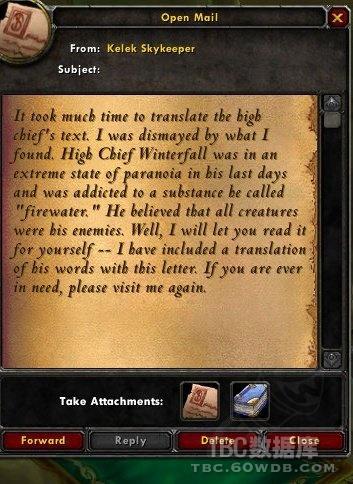 Open Mail
From: Kelek Skykeeper
Subject:
It took much time to translate the high
chief's text. I was dismayed by what I
found. High Chief Winterfall was in an
extreme state of paranoia in his last days
and was addicted to a substance he called
"firewater." He believed that all creatures
were his enemies. Well, I will let you read it
for yourself -- I have included a translation
of his words with this letter. If you are ever
in need, please visit me again.
Take Attachments:
Forward Reply Delete Close
TBC数据库
TBC.60WDB.COM